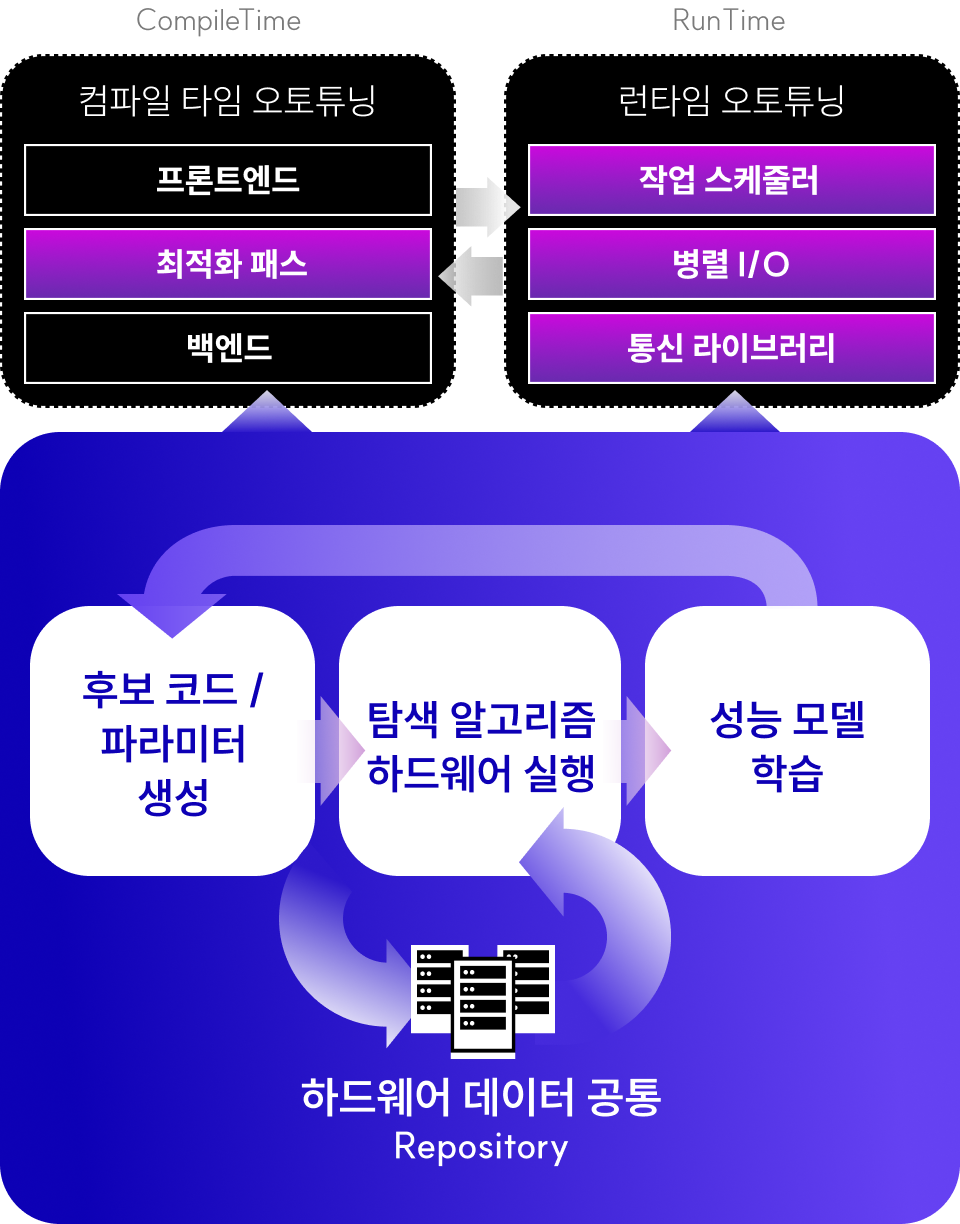 CompileTime
RunTime
컴파일 타임 오토튜닝
프론트엔드
최적화 패스
백엔드
런타임 오토튜닝
작업 스케줄러
병렬 I/O
통신 라이브러리
후보 코드 /
파라미터
생성
탐색 알고리즘
하드웨어 실행
성능 모델
학습
하드웨어 데이터 공통
Repository